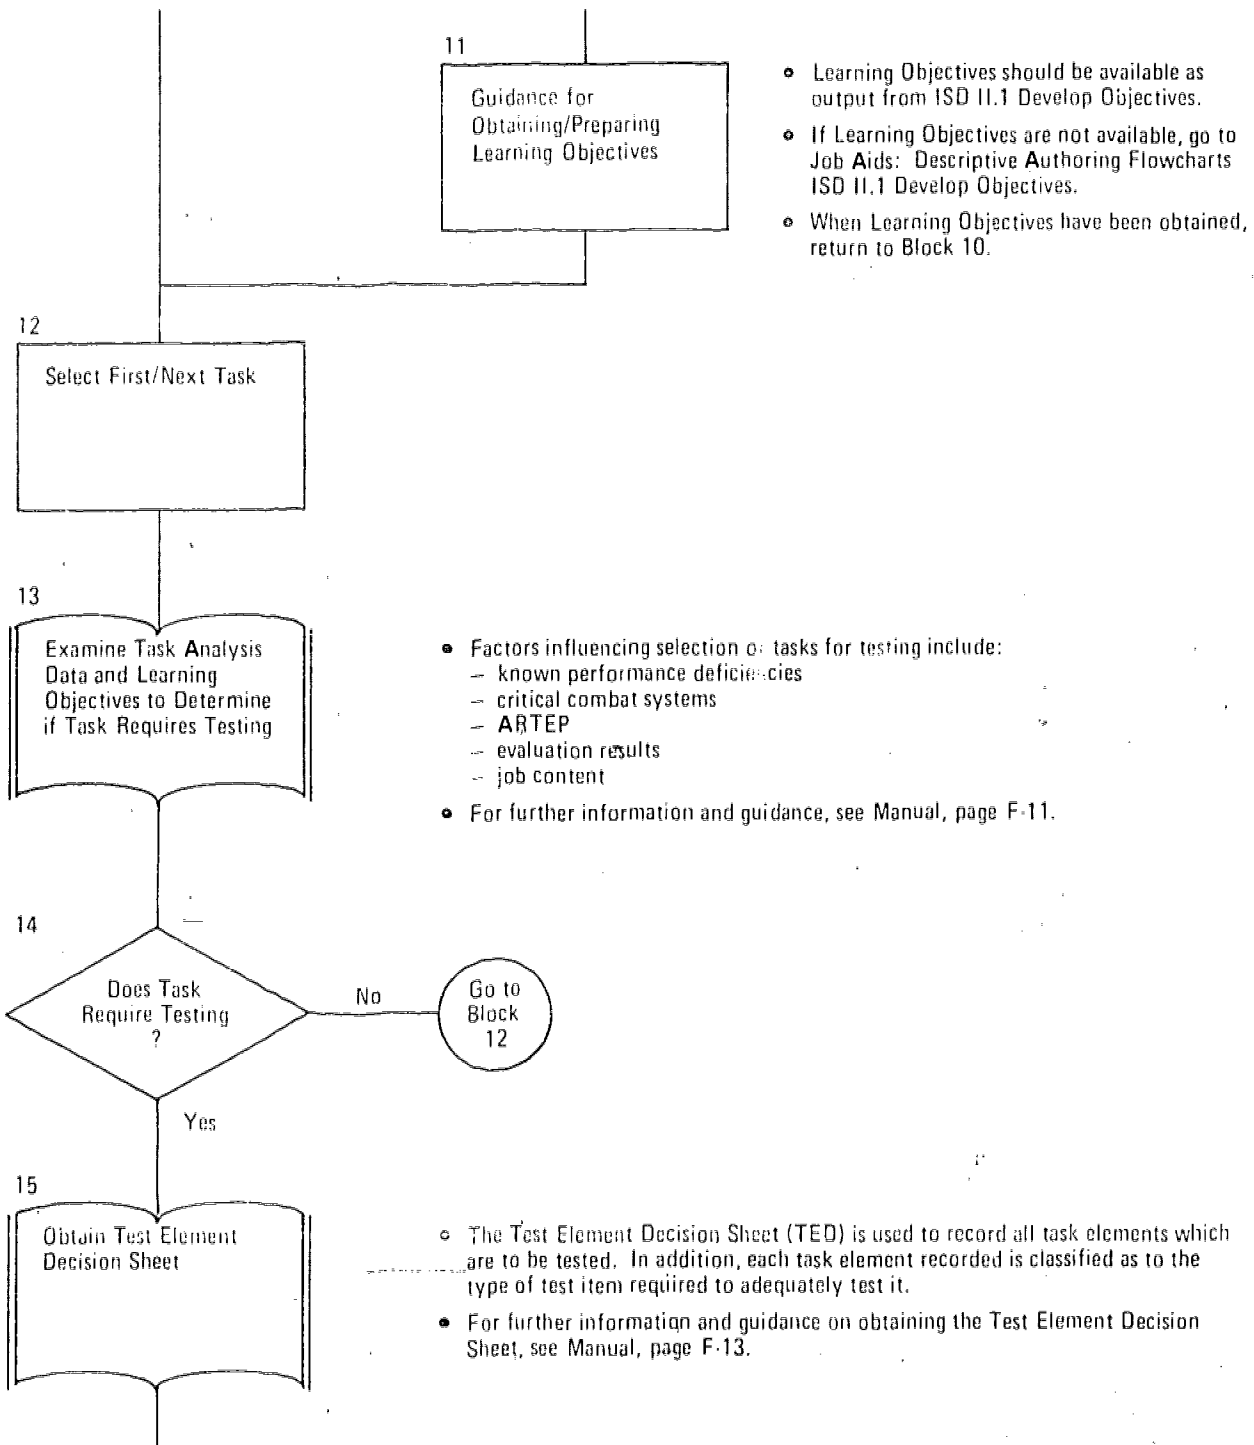 11
Guidance for
Obtaining/Preparing
Learning Objectives
• Learning Objectives should be available as
output from ISD II.1 Develop Objectives.
• If Learning Objectives are not available, go to
Job Aids: Descriptive Authoring Flowcharts
ISD II.1 Develop Objectives.
• When Learning Objectives have been obtained,
return to Block 10.
12
Select First/Next Task
13
Examine Task Analysis
Data and Learning
Objectives to Determine
if Task Requires Testing
• Factors influencing selection of tasks for testing include:
– known performance deficiencies
– critical combat systems
– ARTEP
– evaluation results
– job content
• For further information and guidance, see Manual, page F-11.
14
Does Task
Require Testing
?
No
Go to
Block
12
Yes
15
Obtain Test Element
Decision Sheet
• The Test Element Decision Sheet (TED) is used to record all task elements which
are to be tested. In addition, each task element recorded is classified as to the
type of test item required to adequately test it.
• For further information and guidance on obtaining the Test Element Decision
Sheet, see Manual, page F-13.